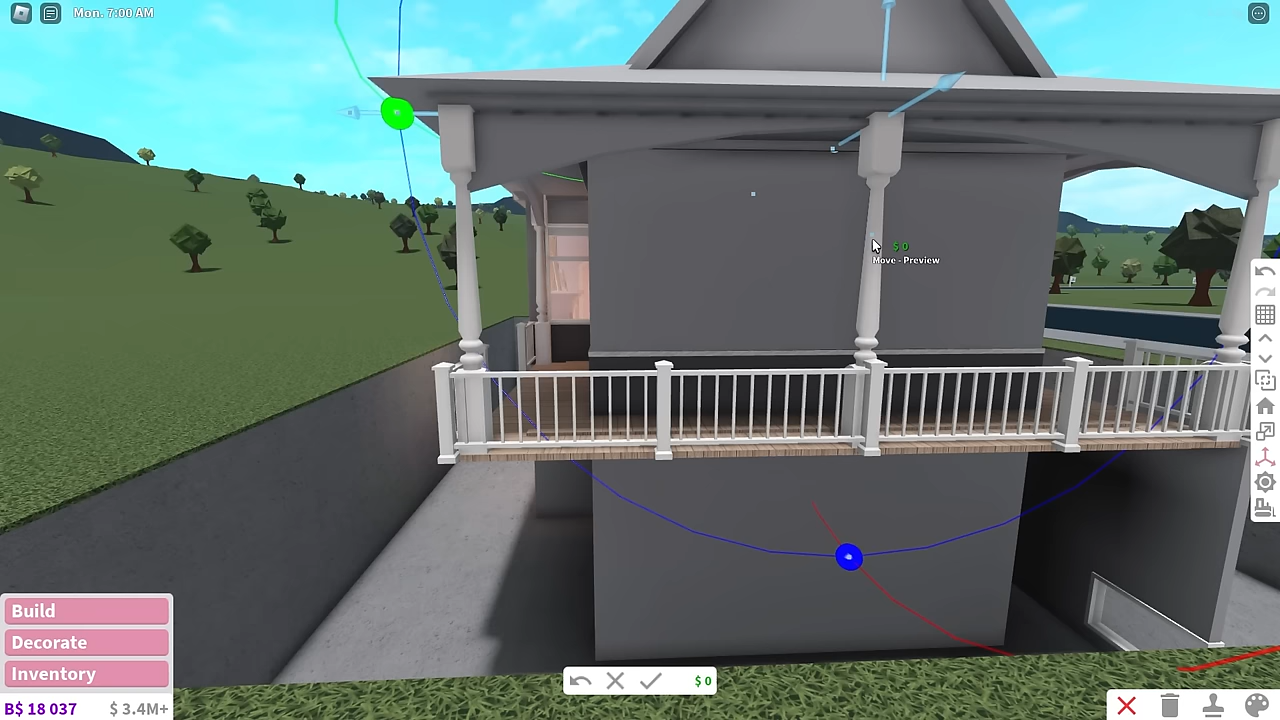 Mon. 7:00 AM
$ 0
Move - Preview
Build
Decorate
Inventory
B$ 18 037
$ 3.4M+
$ 0